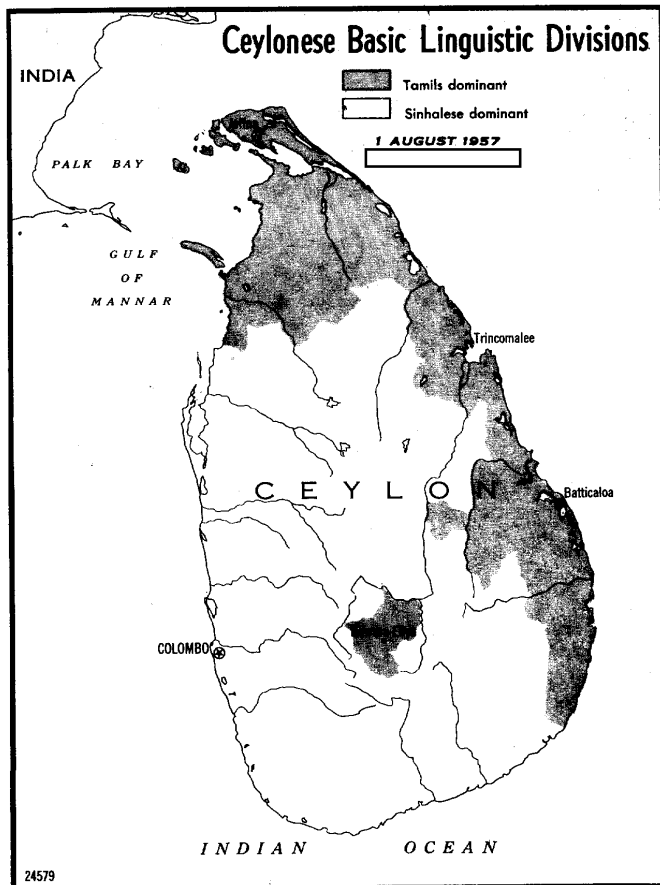 Ceylonese Basic Linguistic Divisions
INDIA
Tamils dominant
Sinhalese dominant
1 AUGUST 1957
PALK BAY
GULF
OF
MANNAR
Trincomalee
CEYLON
Batticaloa
COLOMBO
INDIAN OCEAN
24579